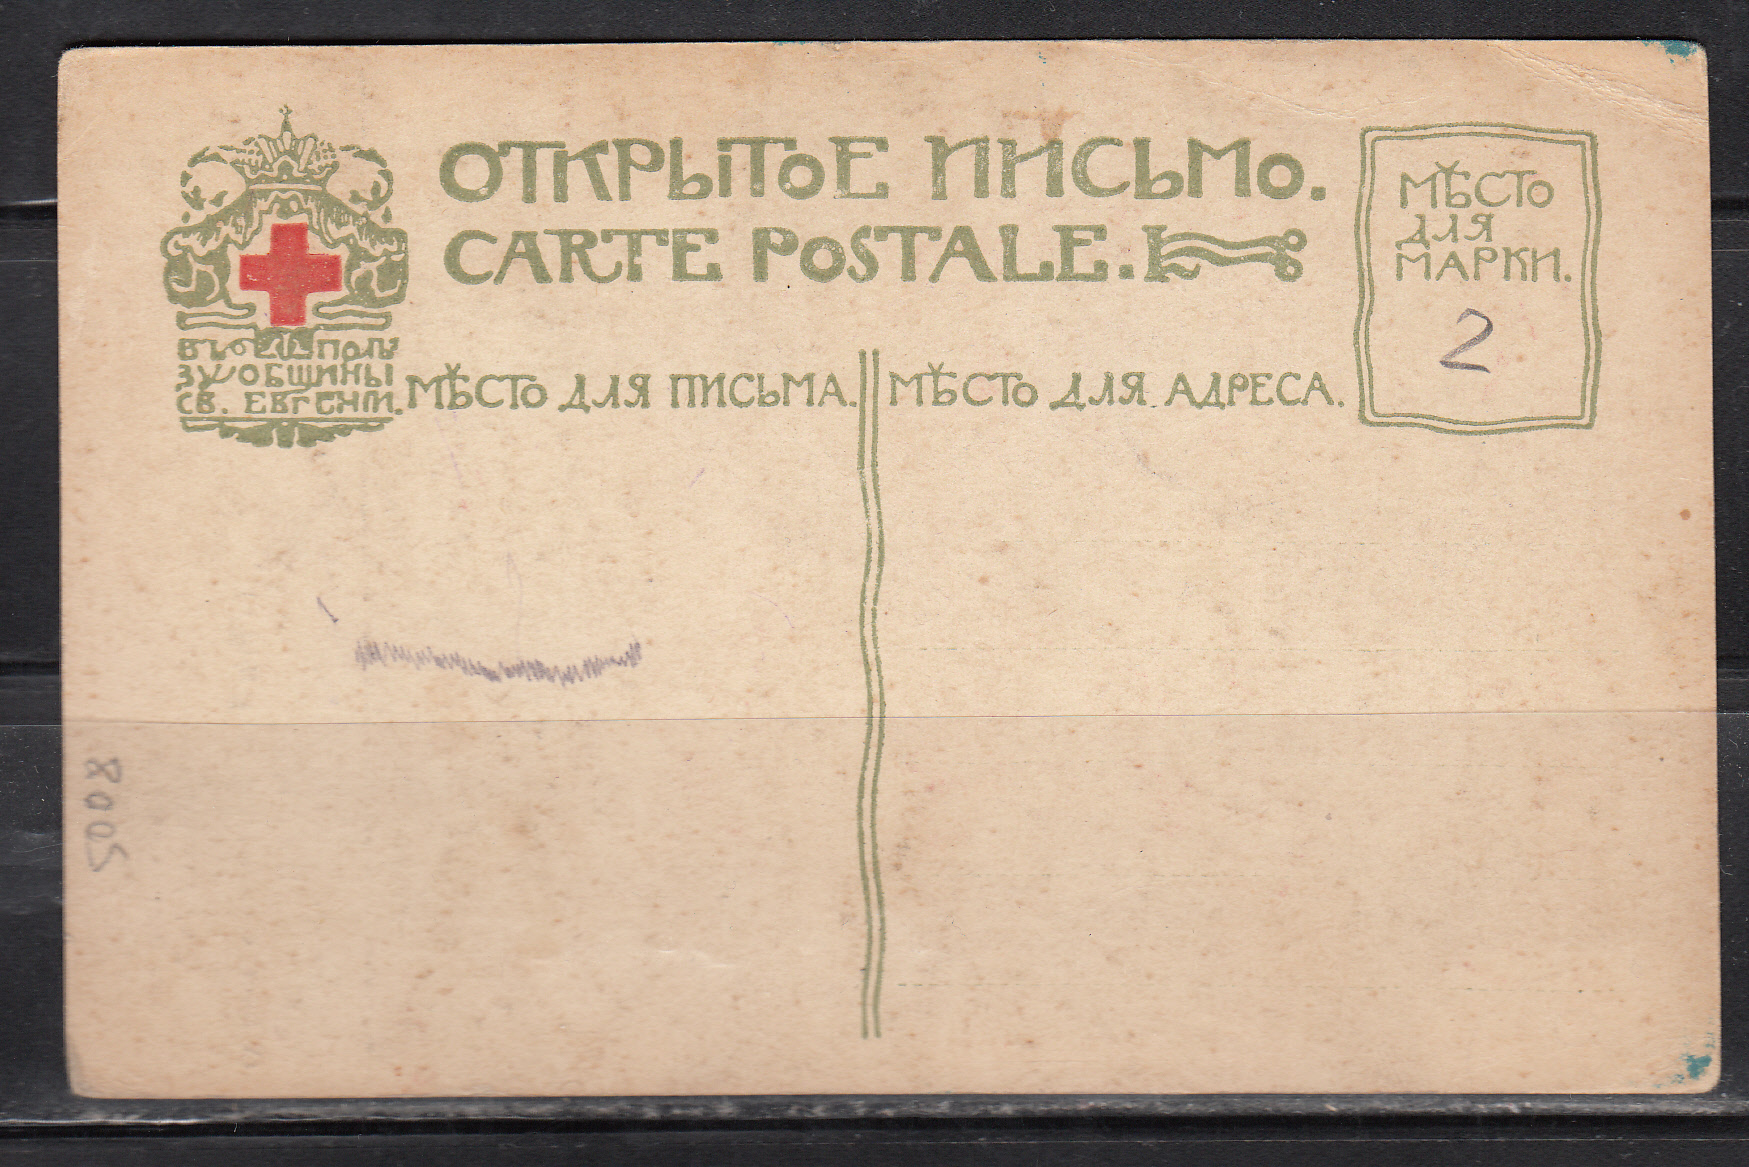 ОТКРЫТОЕ ПИСЬМО.
CARTE POSTALE.
МѢСТО
ДЛЯ
МАРКИ.
2
ВЪ ПОЛЬ
ЗУ ОБЩИНЫ
СВ. ЕВГЕНІИ.
МѢСТО ДЛЯ ПИСЬМА.
МѢСТО ДЛЯ АДРЕСА.
8005